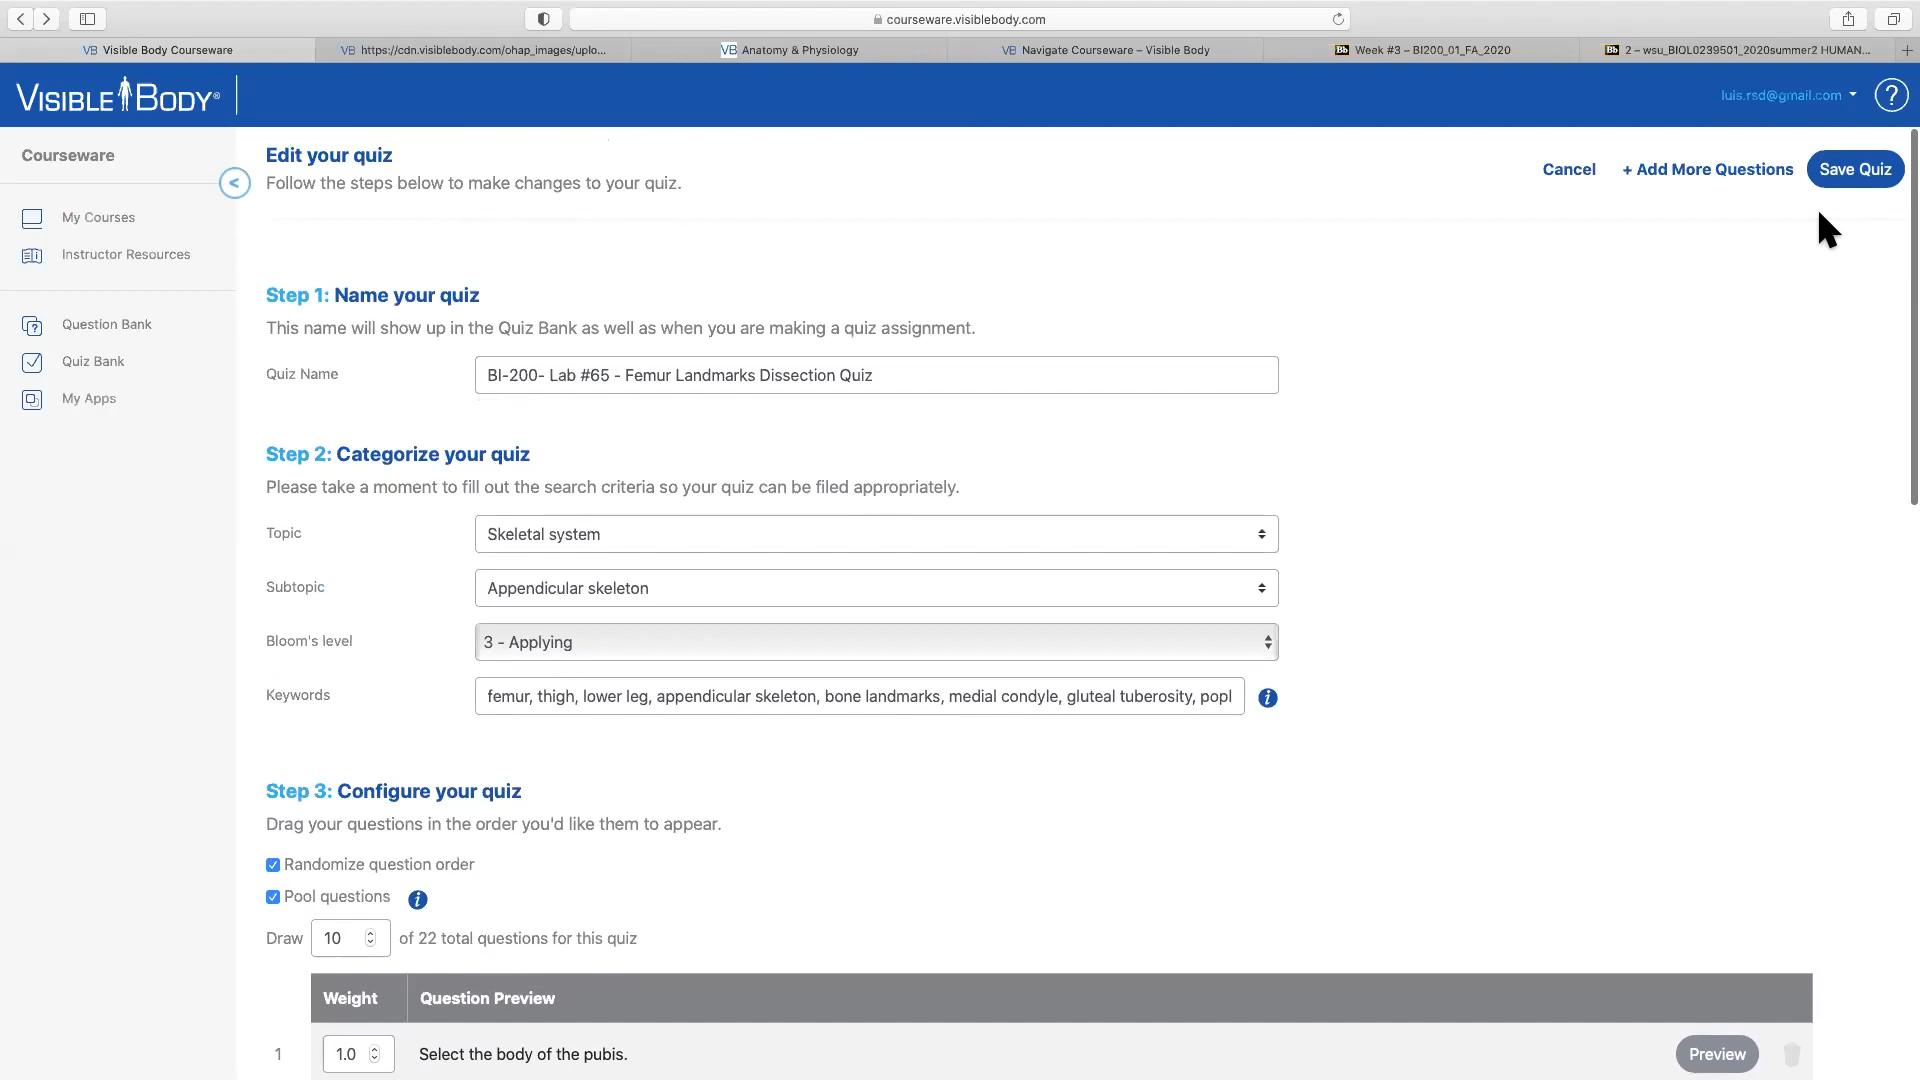 courseware.visiblebody.com
VB Visible Body Courseware
VB https://cdn.visiblebody.com/ohap_images/uplo...
VB Anatomy & Physiology
VB Navigate Courseware – Visible Body
Bb Week #3 – BI200_01_FA_2020
Bb 2 – wsu_BIOL0239501_2020summer2 HUMAN...
VISIBLE BODY®
luis.rsd@gmail.com
?
Courseware
<
My Courses
Instructor Resources
Question Bank
Quiz Bank
My Apps
Edit your quiz
Follow the steps below to make changes to your quiz.
Cancel
+ Add More Questions
Save Quiz
Step 1: Name your quiz
This name will show up in the Quiz Bank as well as when you are making a quiz assignment.
Quiz Name
BI-200- Lab #65 - Femur Landmarks Dissection Quiz
Step 2: Categorize your quiz
Please take a moment to fill out the search criteria so your quiz can be filed appropriately.
Topic
Skeletal system
Subtopic
Appendicular skeleton
Bloom's level
3 - Applying
Keywords
femur, thigh, lower leg, appendicular skeleton, bone landmarks, medial condyle, gluteal tuberosity, popl
i
Step 3: Configure your quiz
Drag your questions in the order you'd like them to appear.
Randomize question order
Pool questions i
Draw 10 of 22 total questions for this quiz
Weight Question Preview
1 1.0 Select the body of the pubis. Preview